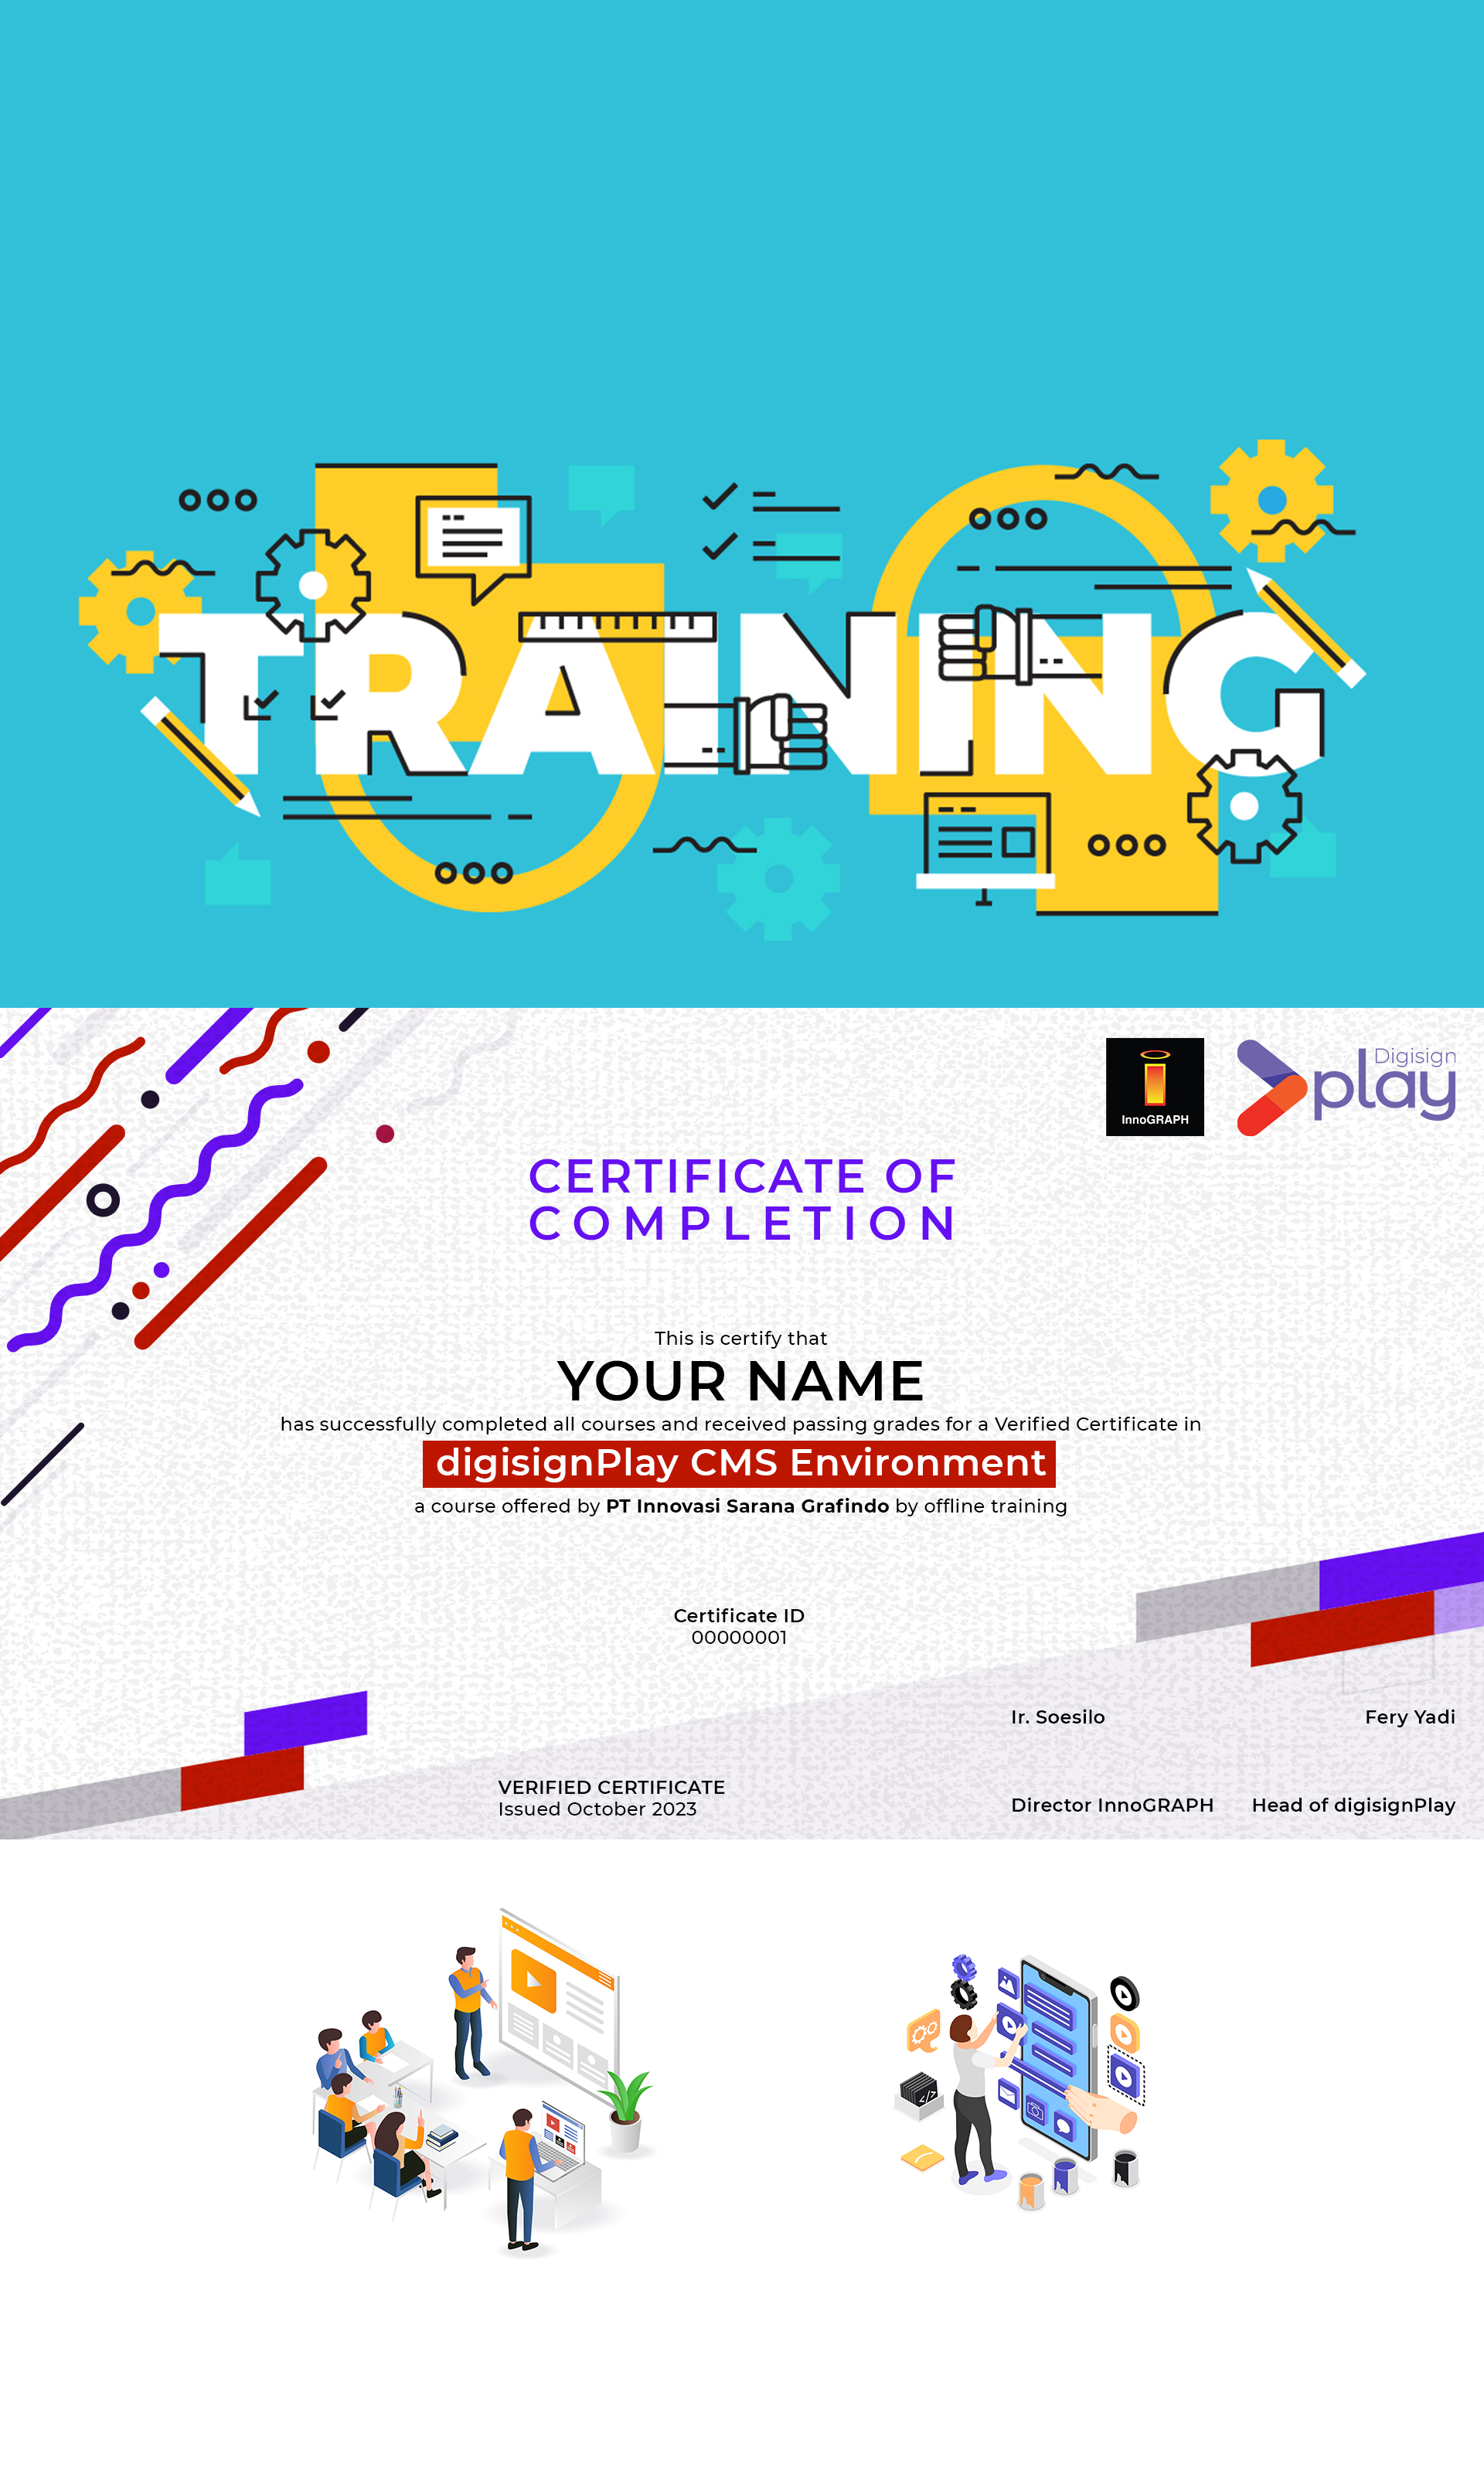 TRAINING
InnoGRAPH
Digisign
play
CERTIFICATE OF
COMPLETION
This is certify that
YOUR NAME
has successfully completed all courses and received passing grades for a Verified Certificate in
digisignPlay CMS Environment
a course offered by PT Innovasi Sarana Grafindo by offline training
Certificate ID
00000001
Ir. Soesilo
Fery Yadi
VERIFIED CERTIFICATE
Issued October 2023
Director InnoGRAPH
Head of digisignPlay